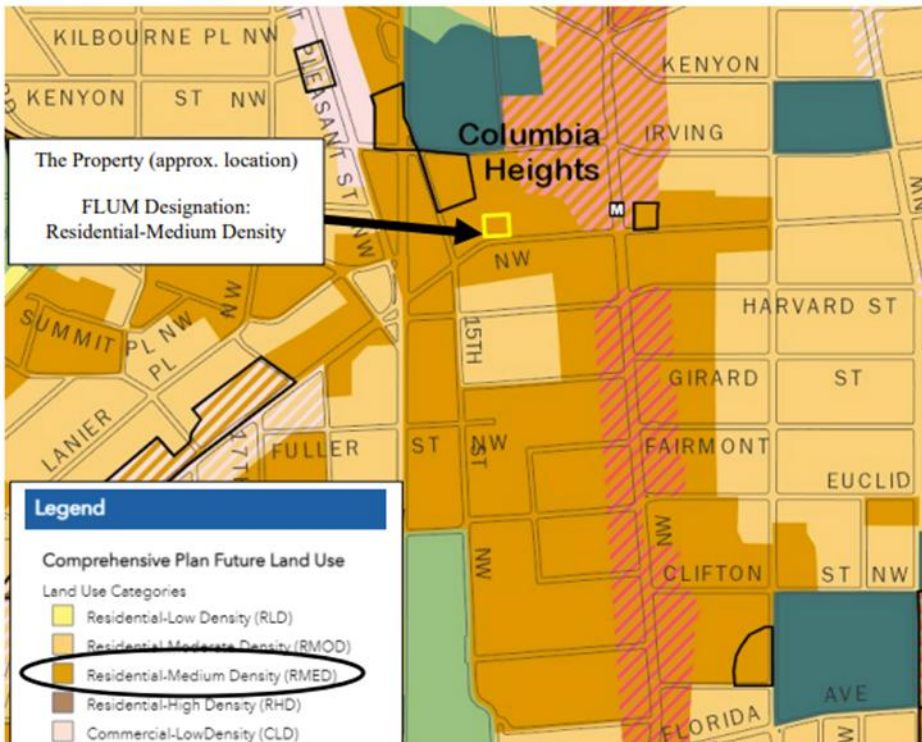 KILBOURNE PL NW
KENYON ST NW
PLEASANT ST
NW
The Property (approx. location)
FLUM Designation:
Residential-Medium Density
KENYON
Columbia
Heights
IRVING
M
NW
NW
HARVARD ST
SUMMIT PL NW
PL
NW
15TH
ST
GIRARD ST
LANIER
17TH
FULLER ST NW
FAIRMONT
EUCLID
NW
NW
CLIFTON ST NW
AVE
FLORIDA
Legend
Comprehensive Plan Future Land Use
Land Use Categories
Residential-Low Density (RLD)
Residential-Moderate Density (RMOD)
Residential-Medium Density (RMED)
Residential-High Density (RHD)
Commercial-LowDensity (CLD)